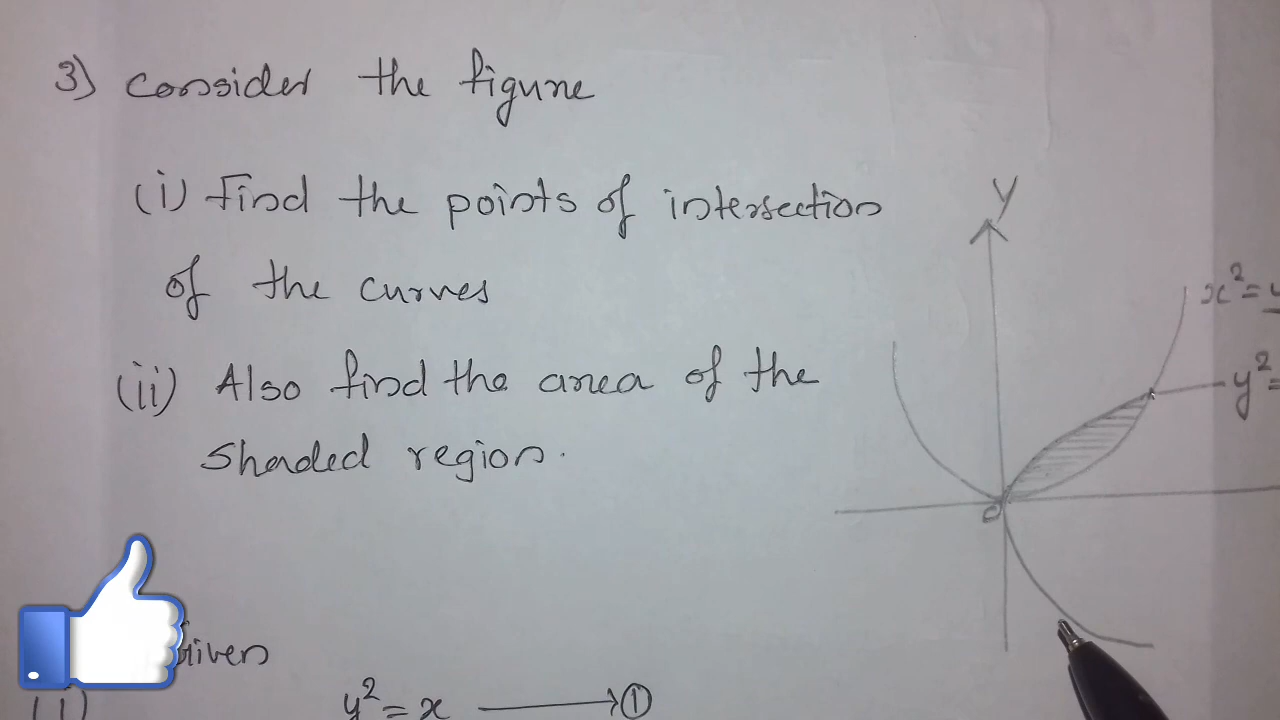 3) Consider the figure
(i) Find the points of intersection
of the curves
(ii) Also find the area of the
Shaded region.
Y
x²=y
y²=
O
Given
(i)
y² = x ⟶ ①